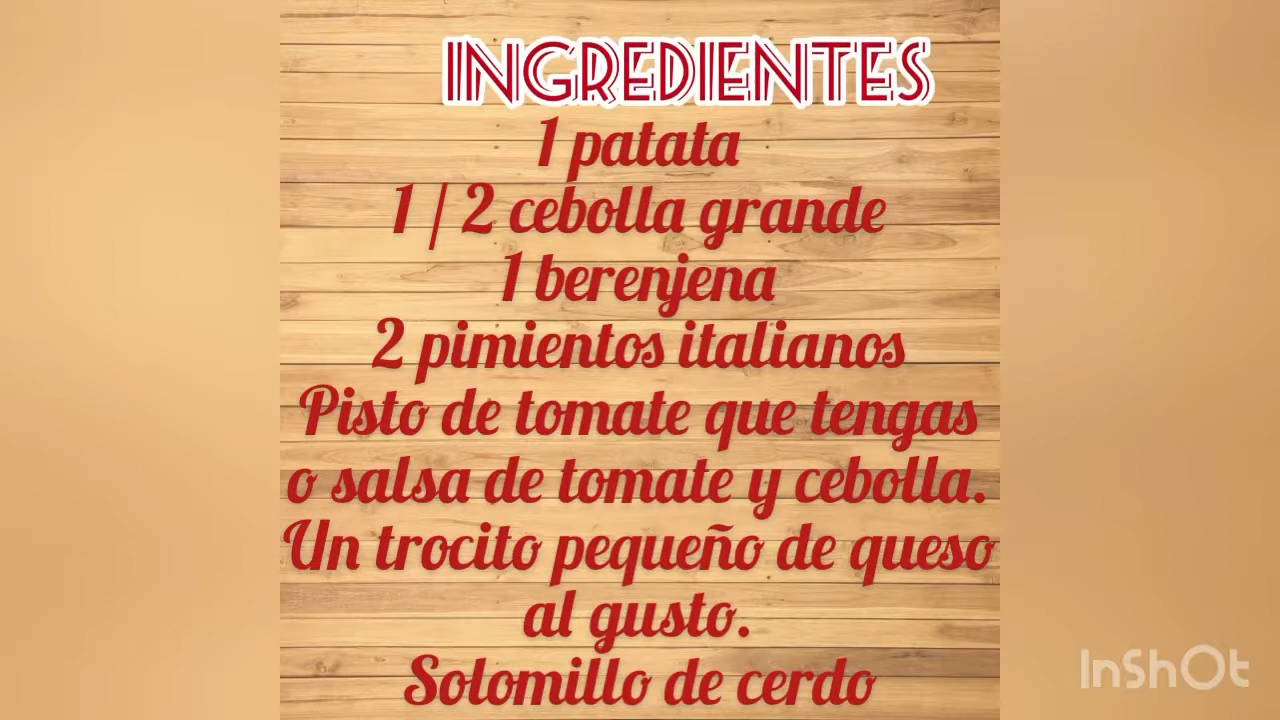 INGREDIENTES
1 patata
1 / 2 cebolla grande
1 berenjena
2 pimientos italianos
Pisto de tomate que tengas
o salsa de tomate y cebolla.
Un trocito pequeño de queso
al gusto.
Solomillo de cerdo
InShOt